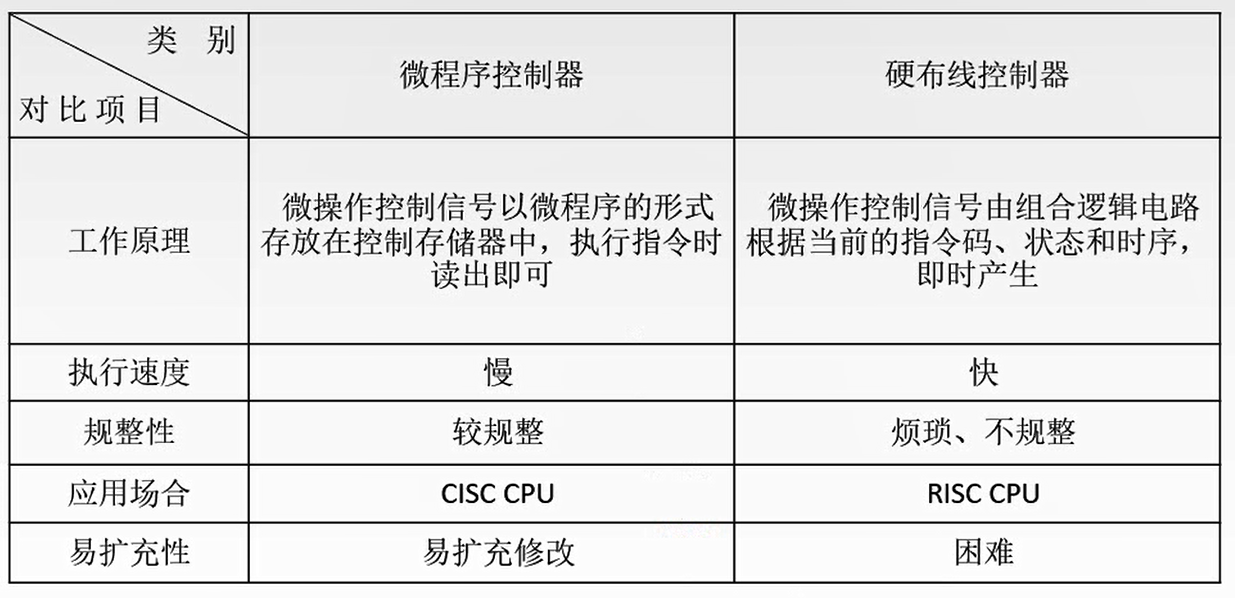 类 别
对比项目
微程序控制器
硬布线控制器
工作原理
微操作控制信号以微程序的形式
存放在控制存储器中，执行指令时
读出即可
微操作控制信号由组合逻辑电路
根据当前的指令码、状态和时序，
即时产生
执行速度
慢
快
规整性
较规整
烦琐、不规整
应用场合
CISC CPU
RISC CPU
易扩充性
易扩充修改
困难